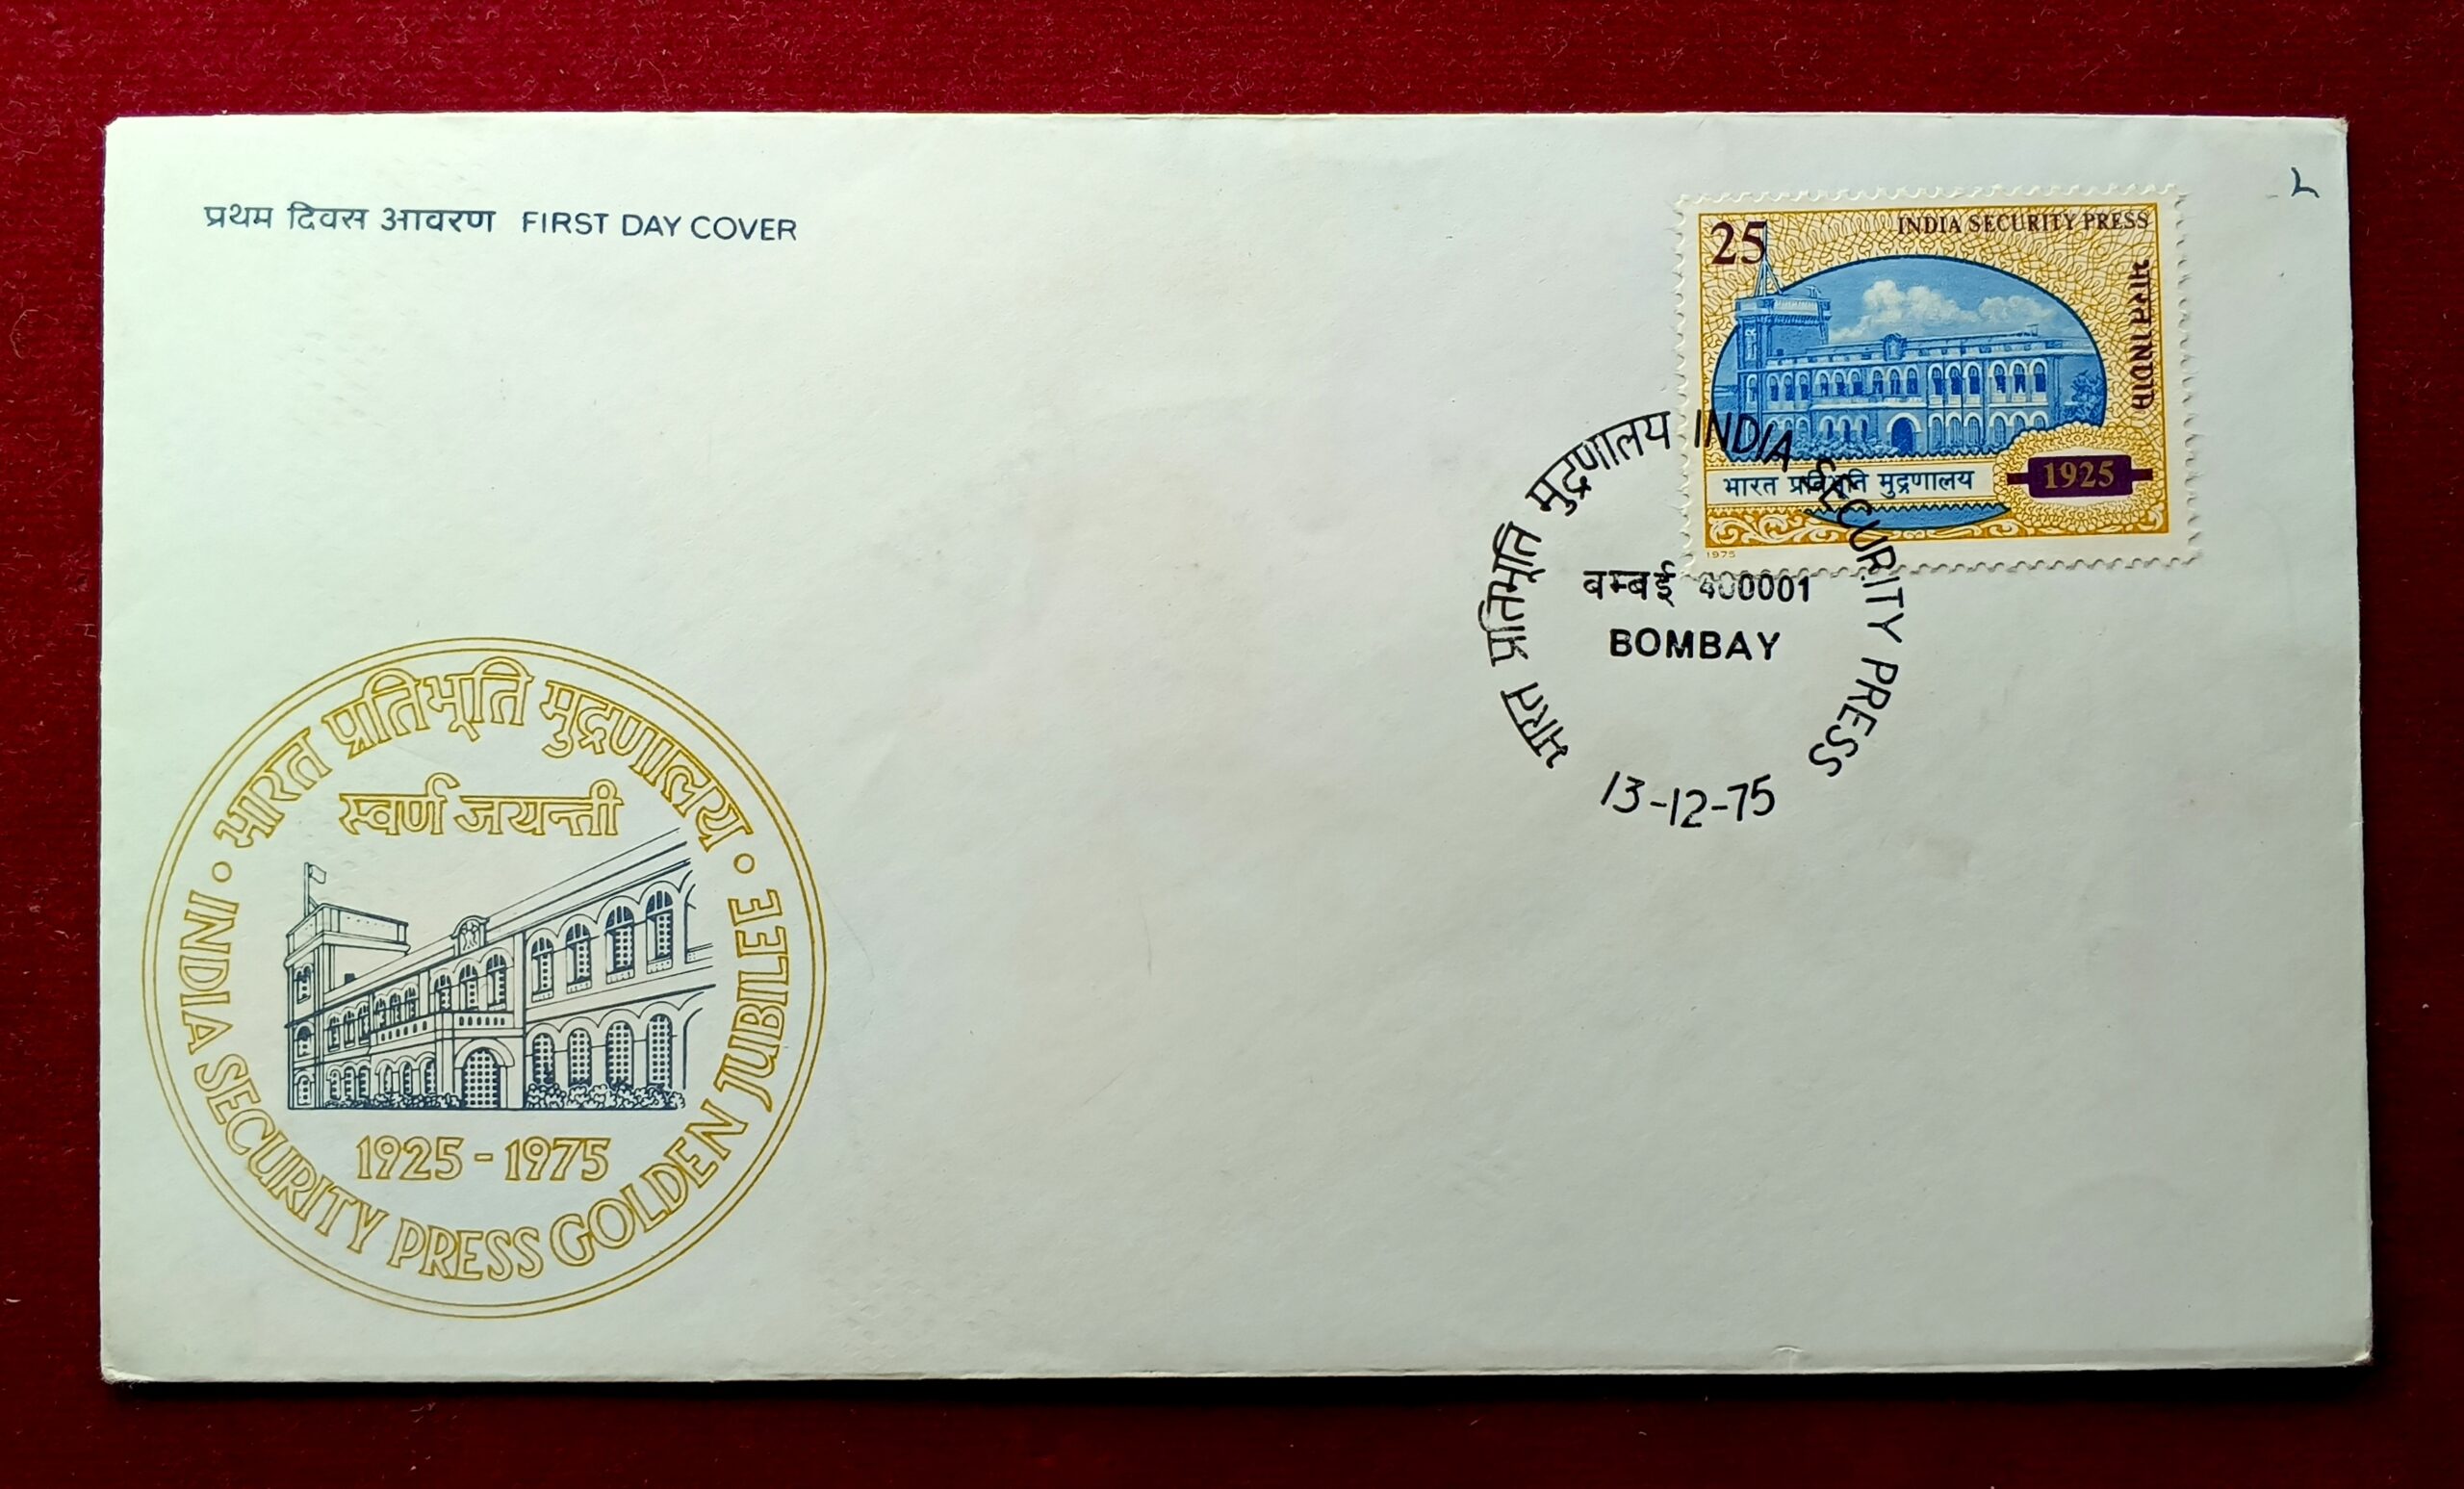 प्रथम दिवस आवरण FIRST DAY COVER
25
INDIA SECURITY PRESS
भारत INDIA
भारत प्रतिभूति मुद्रणालय
1925
1975
भारत प्रतिभूति मुद्रणालय INDIA SECURITY PRESS
बम्बई 400001
BOMBAY
13-12-75
भारत प्रतिभूति मुद्रणालय
स्वर्ण जयन्ती
1925-1975
INDIA SECURITY PRESS GOLDEN JUBILEE